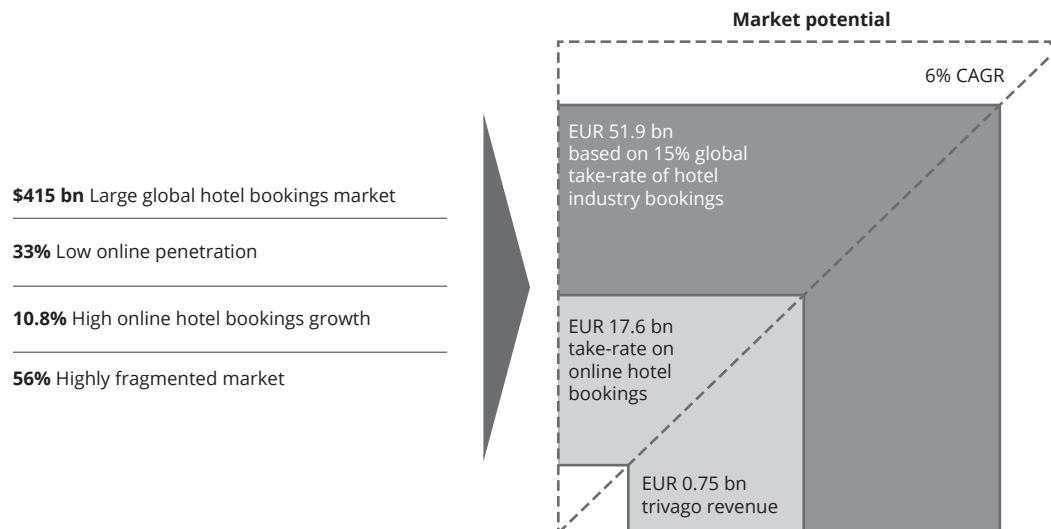 Market potential
6% CAGR
EUR 51.9 bn
based on 15% global
take-rate of hotel
industry bookings
$415 bn Large global hotel bookings market
33% Low online penetration
10.8% High online hotel bookings growth
56% Highly fragmented market
EUR 17.6 bn
take-rate on
online hotel
bookings
EUR 0.75 bn
trivago revenue